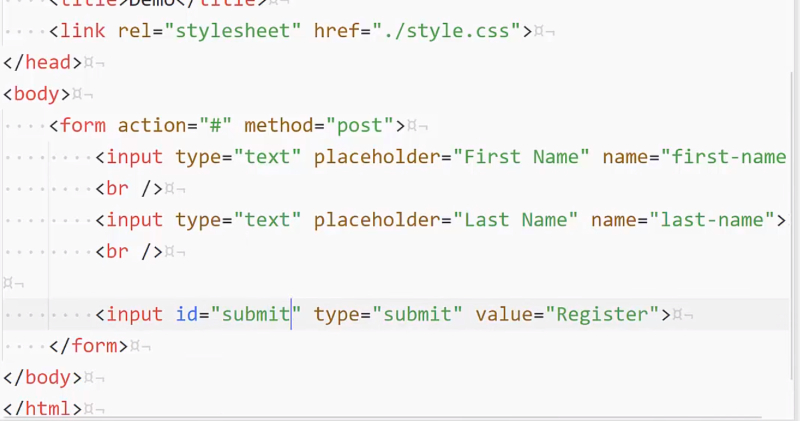 <title>Demo</title>
<link rel="stylesheet" href="./style.css">
</head>
<body>
<form action="#" method="post">
<input type="text" placeholder="First Name" name="first-name
<br />
<input type="text" placeholder="Last Name" name="last-name">
<br />
<input id="submit" type="submit" value="Register">
</form>
</body>
</html>